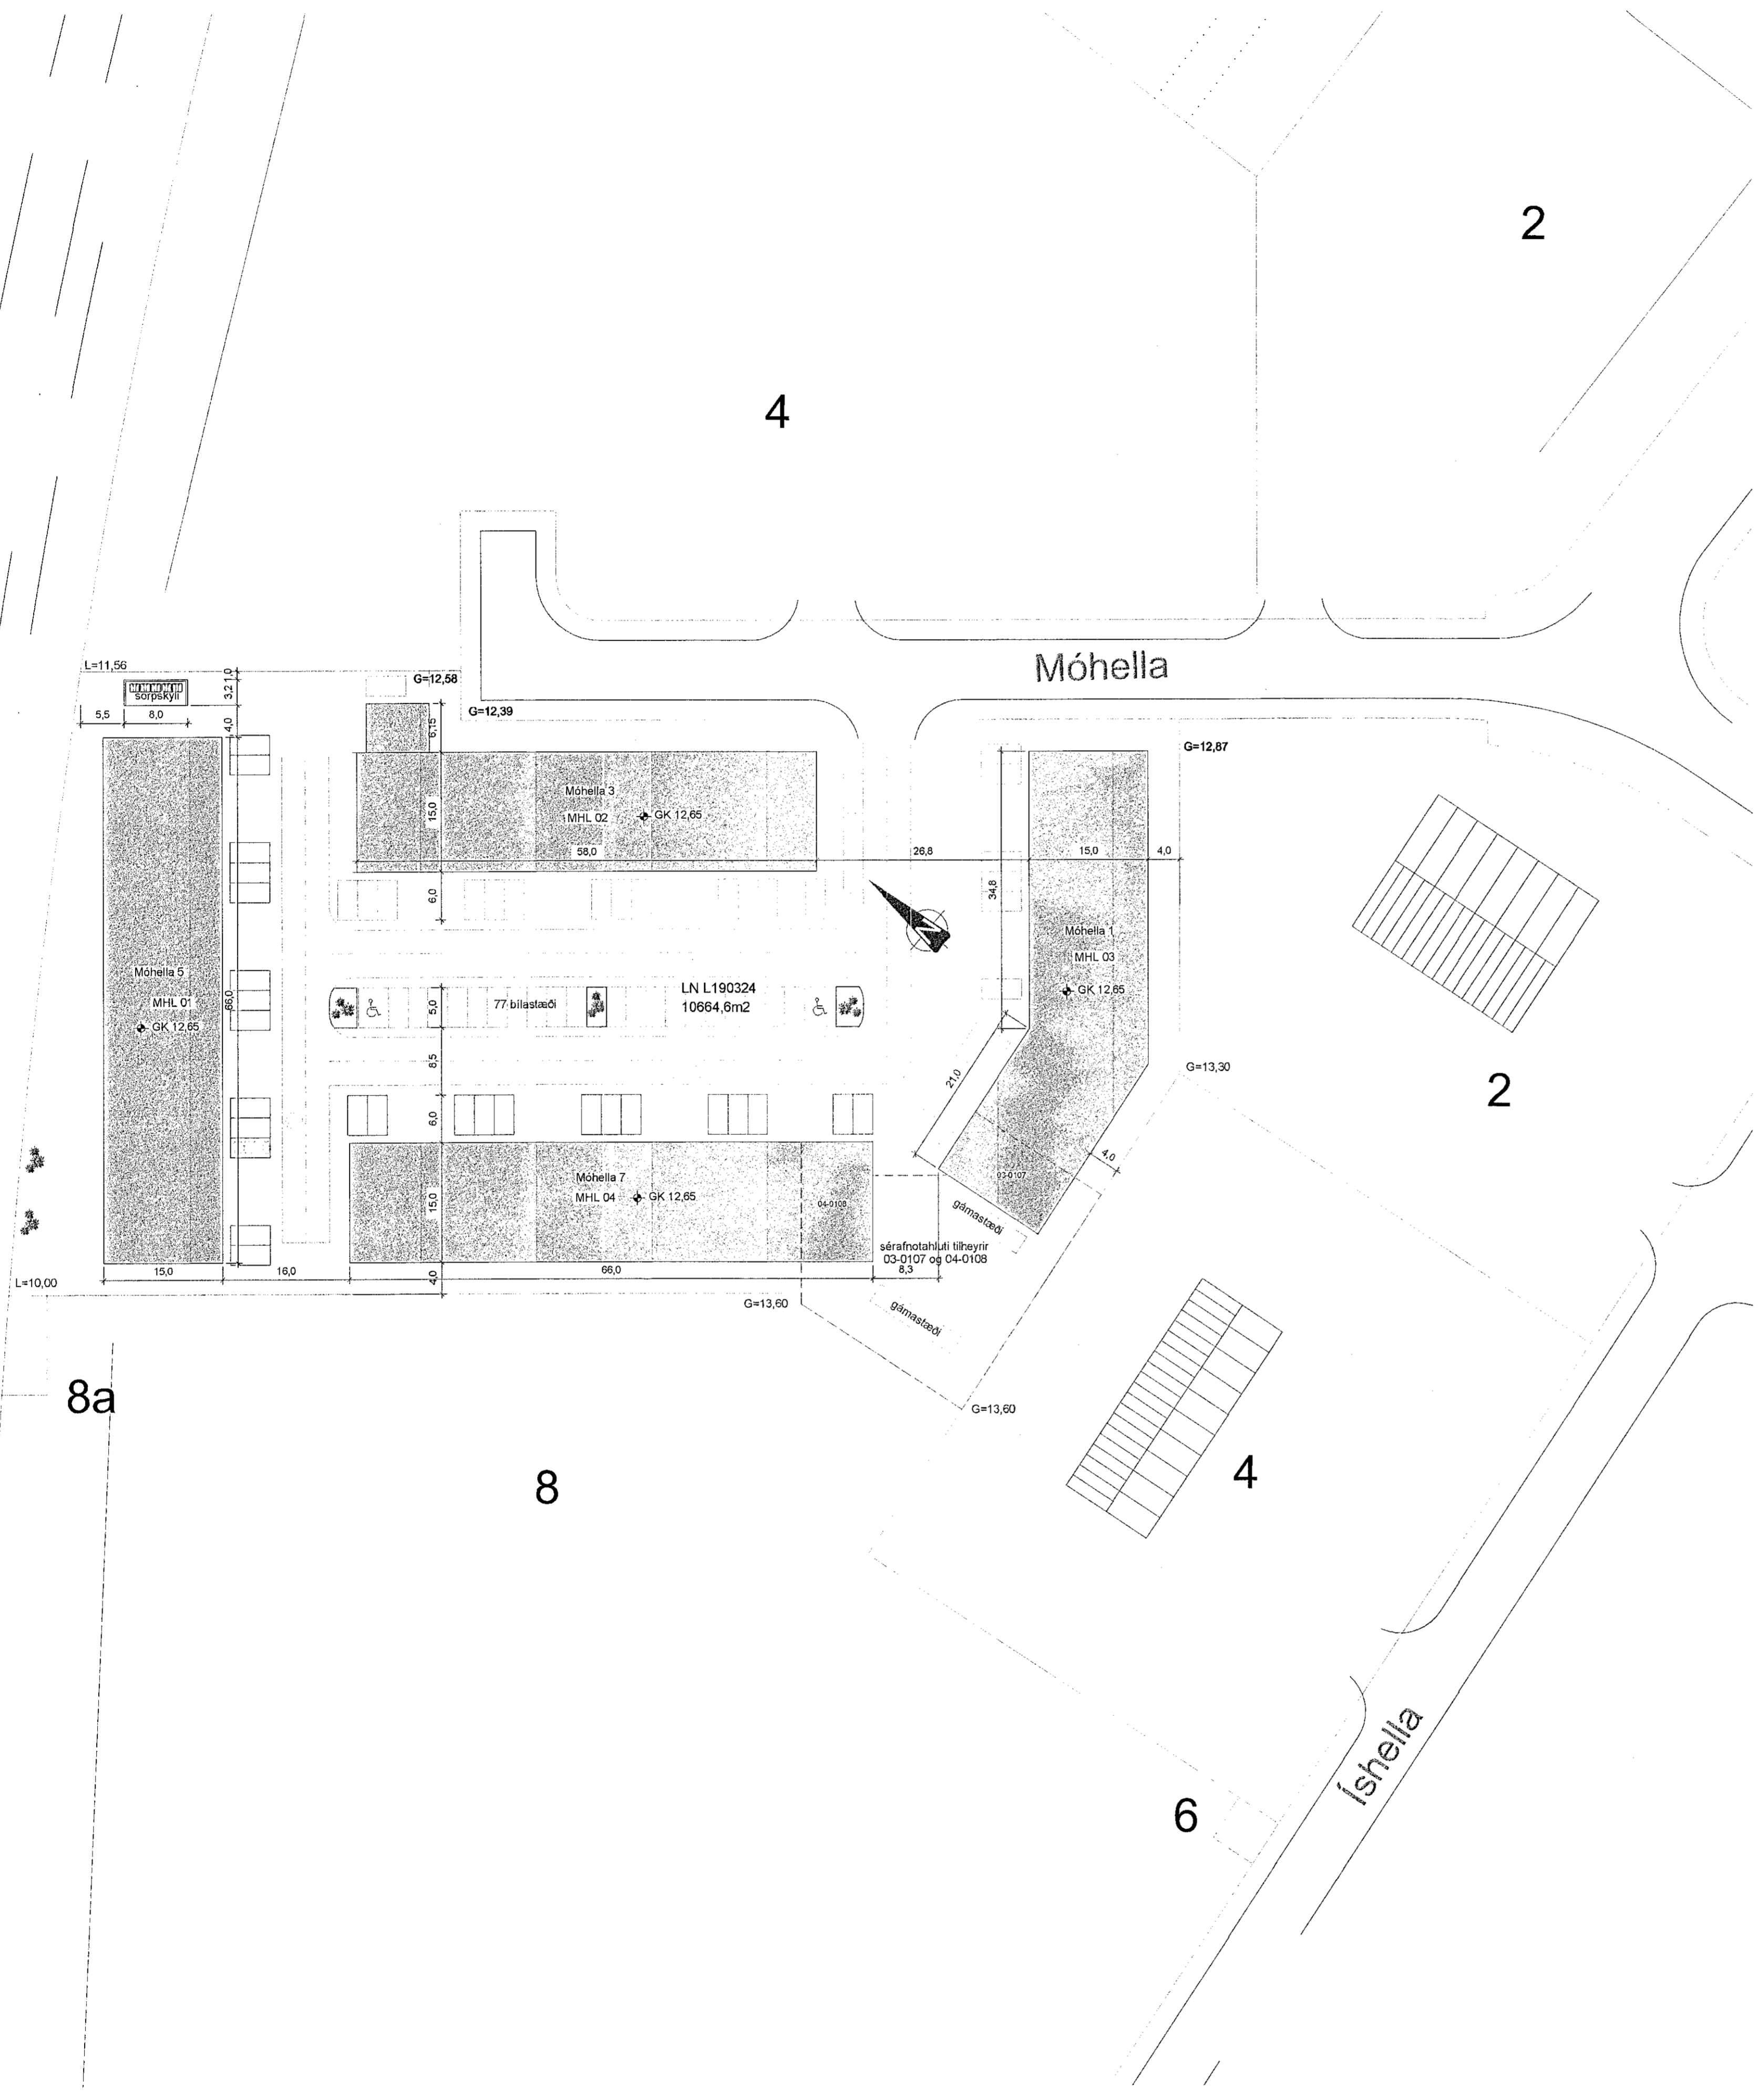 2
4
Móhella
L=11,56
G=12,58
1,0
3,2
sorpskýli
5,5
8,0
4,0
G=12,39
6,15
G=12,87
Móhella 3
MHL 02
GK 12,65
15,0
58,0
26,8
15,0
4,0
6,0
34,8
Móhella 1
MHL 03
GK 12,65
Móhella 5
MHL 01
GK 12,65
66,0
5,0
77 bílastæði
LN L190324
10664,6m2
8,5
21,0
G=13,30
2
6,0
4,0
Móhella 7
MHL 04
GK 12,65
15,0
04-0108
03-0107
gámastæði
sérafnotahluti tilheyrir
03-0107 og 04-0108
15,0
16,0
4,0
66,0
8,3
L=10,00
G=13,60
gámastæði
8a
G=13,60
8
4
Íshella
6